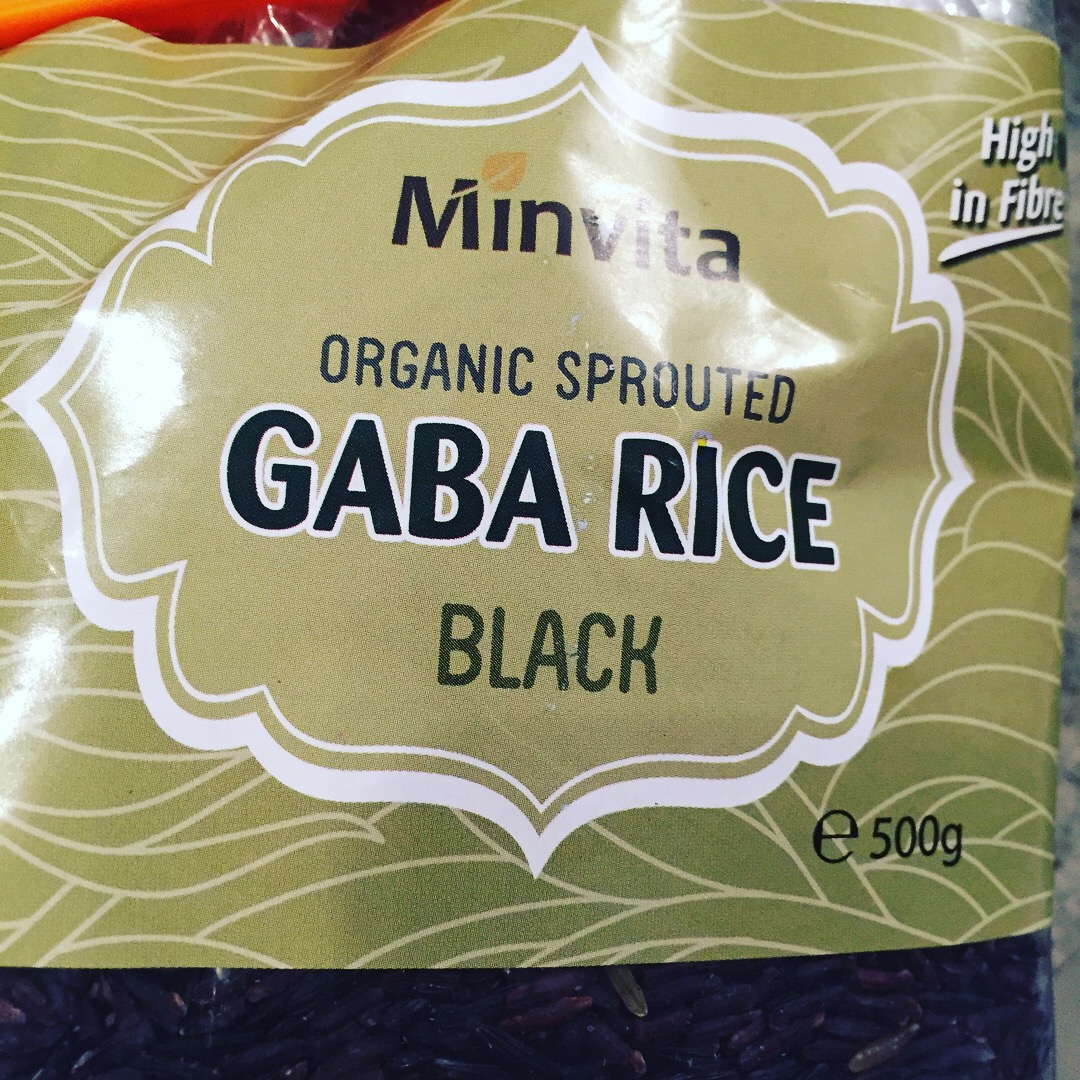 Minvita
High
in Fibre
ORGANIC SPROUTED
GABA RICE
BLACK
℮ 500g